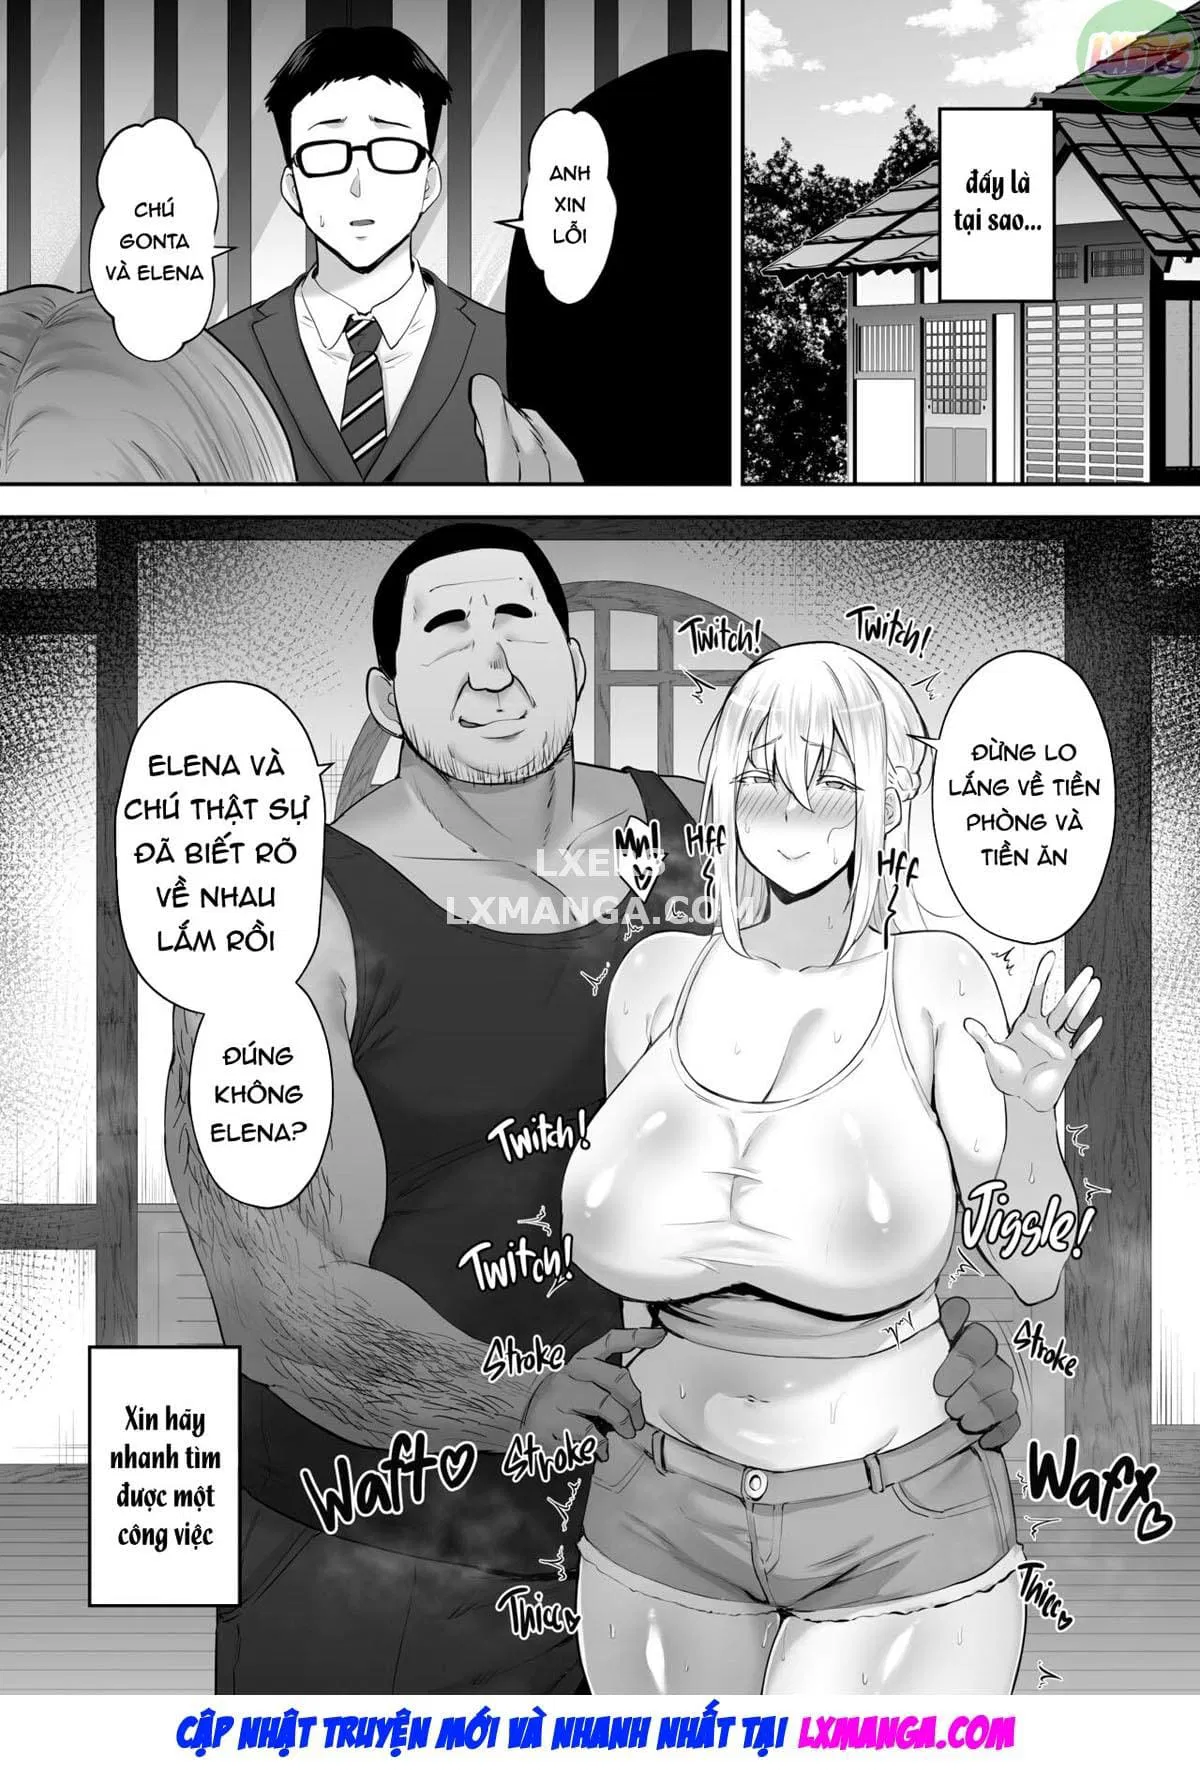 LXERS
đấy là
tại sao...
ANH
XIN
LỖI
CHÚ
GONTA
VÀ ELENA
Twitch!
Twitch!
ĐỪNG LO
LẮNG VỀ TIỀN
PHÒNG VÀ
TIỀN ĂN
ELENA VÀ
CHÚ THẬT SỰ
ĐÃ BIẾT RÕ
VỀ NHAU
LẮM RỒI
ĐÚNG
KHÔNG
ELENA?
Mn!
HFF
HFF
LXERS
LXMANGA.COM
Twitch!
Jiggle!
Twitch!
Stroke
Stroke
Stroke
Waft
Waft
Thicc
Thicc
Xin hãy
nhanh tìm
được một
công việc
CẬP NHẬT TRUYỆN MỚI VÀ NHANH NHẤT TẠI LXMANGA.COM